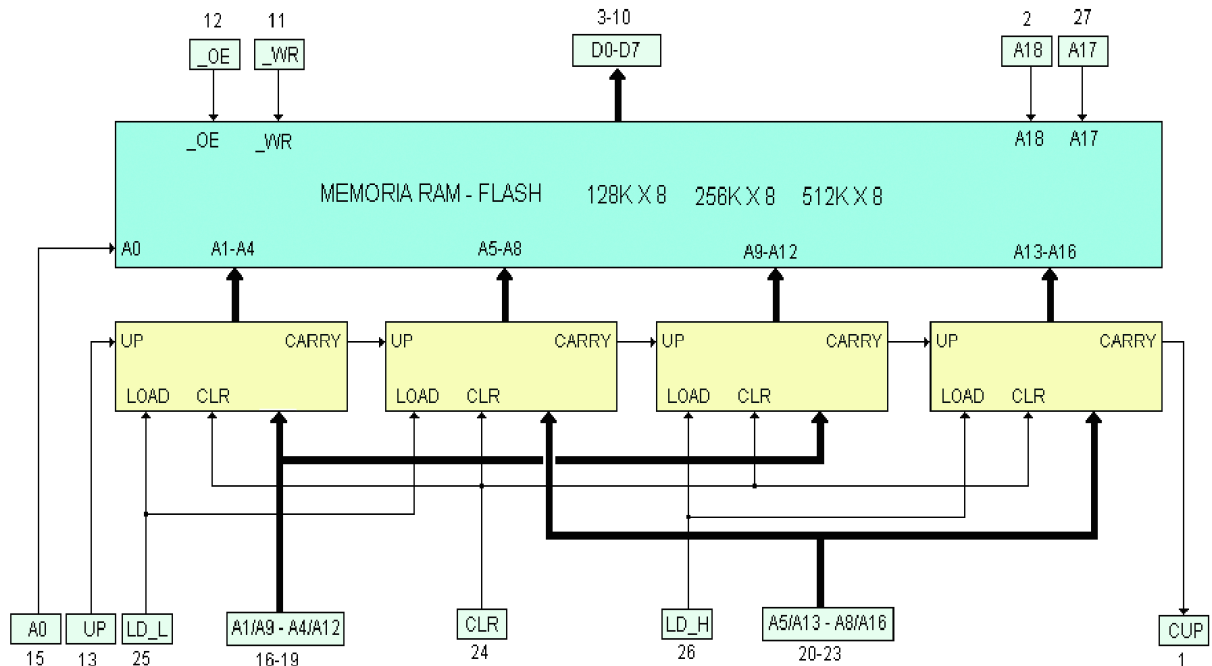 12 11 3-10 2 27
_OE _WR D0-D7 A18 A17
_OE _WR A18 A17
MEMORIA RAM - FLASH 128K X 8 256K X 8 512K X 8
A0 A1-A4 A5-A8 A9-A12 A13-A16
UP CARRY UP CARRY UP CARRY UP CARRY
LOAD CLR LOAD CLR LOAD CLR LOAD CLR
A0 UP LD_L A1/A9 - A4/A12 CLR LD_H A5/A13 - A8/A16 CUP
15 13 25 16-19 24 26 20-23 1